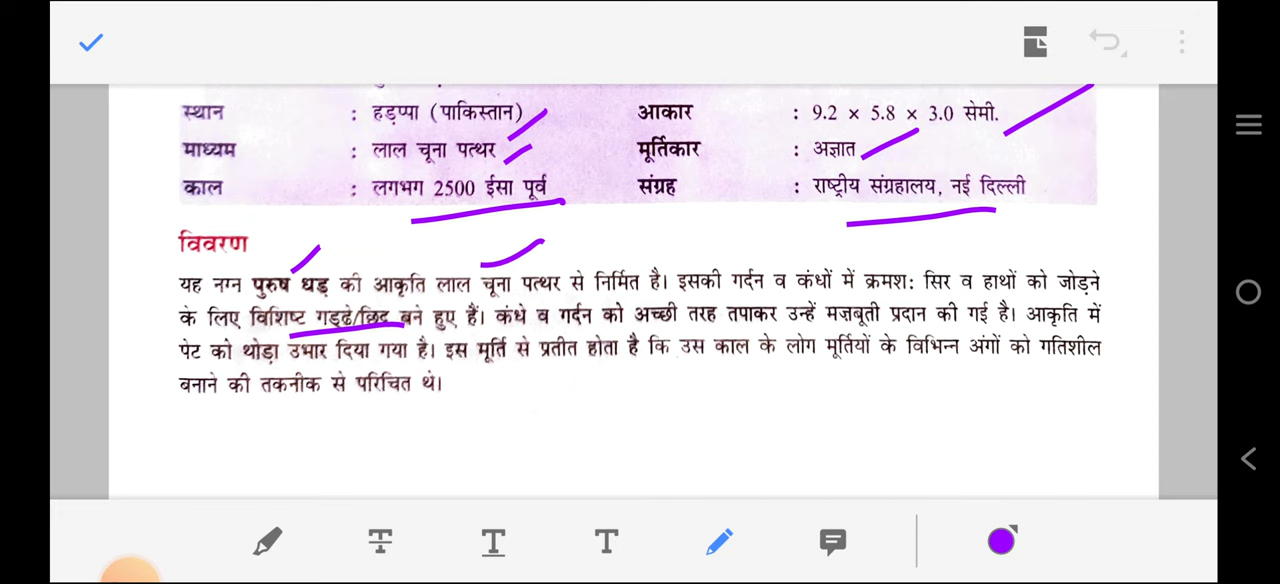 स्थान : हड़प्पा (पाकिस्तान) आकार : 9.2 × 5.8 × 3.0 सेमी.
माध्यम : लाल चूना पत्थर मूर्तिकार : अज्ञात
काल : लगभग 2500 ईसा पूर्व संग्रह : राष्ट्रीय संग्रहालय, नई दिल्ली
विवरण
यह नग्न पुरुष धड़ की आकृति लाल चूना पत्थर से निर्मित है। इसकी गर्दन व कंधों में क्रमश: सिर व हाथों को जोड़ने
के लिए विशिष्ट गड्ढे/छिद्र बने हुए हैं। कंधे व गर्दन को अच्छी तरह तपाकर उन्हें मज़बूती प्रदान की गई है। आकृति में
पेट को थोड़ा उभार दिया गया है। इस मूर्ति से प्रतीत होता है कि उस काल के लोग मूर्तियों के विभिन्न अंगों को गतिशील
बनाने की तकनीक से परिचित थे।